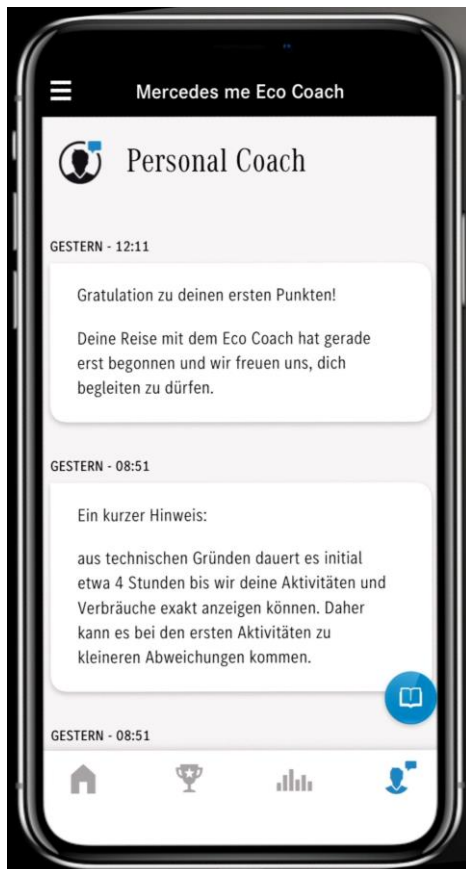 Mercedes me Eco Coach
Personal Coach
GESTERN - 12:11
Gratulation zu deinen ersten Punkten!
Deine Reise mit dem Eco Coach hat gerade
erst begonnen und wir freuen uns, dich
begleiten zu dürfen.
GESTERN - 08:51
Ein kurzer Hinweis:
aus technischen Gründen dauert es initial
etwa 4 Stunden bis wir deine Aktivitäten und
Verbräuche exakt anzeigen können. Daher
kann es bei den ersten Aktivitäten zu
kleineren Abweichungen kommen.
GESTERN - 08:51